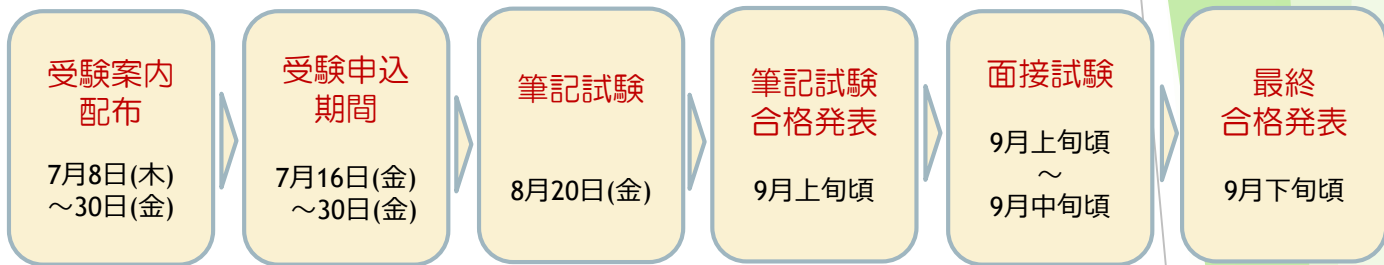 受験案内
配布
7月8日(木)
～30日(金)
受験申込
期間
7月16日(金)
～30日(金)
筆記試験
8月20日(金)
筆記試験
合格発表
9月上旬頃
面接試験
9月上旬頃
～
9月中旬頃
最終
合格発表
9月下旬頃